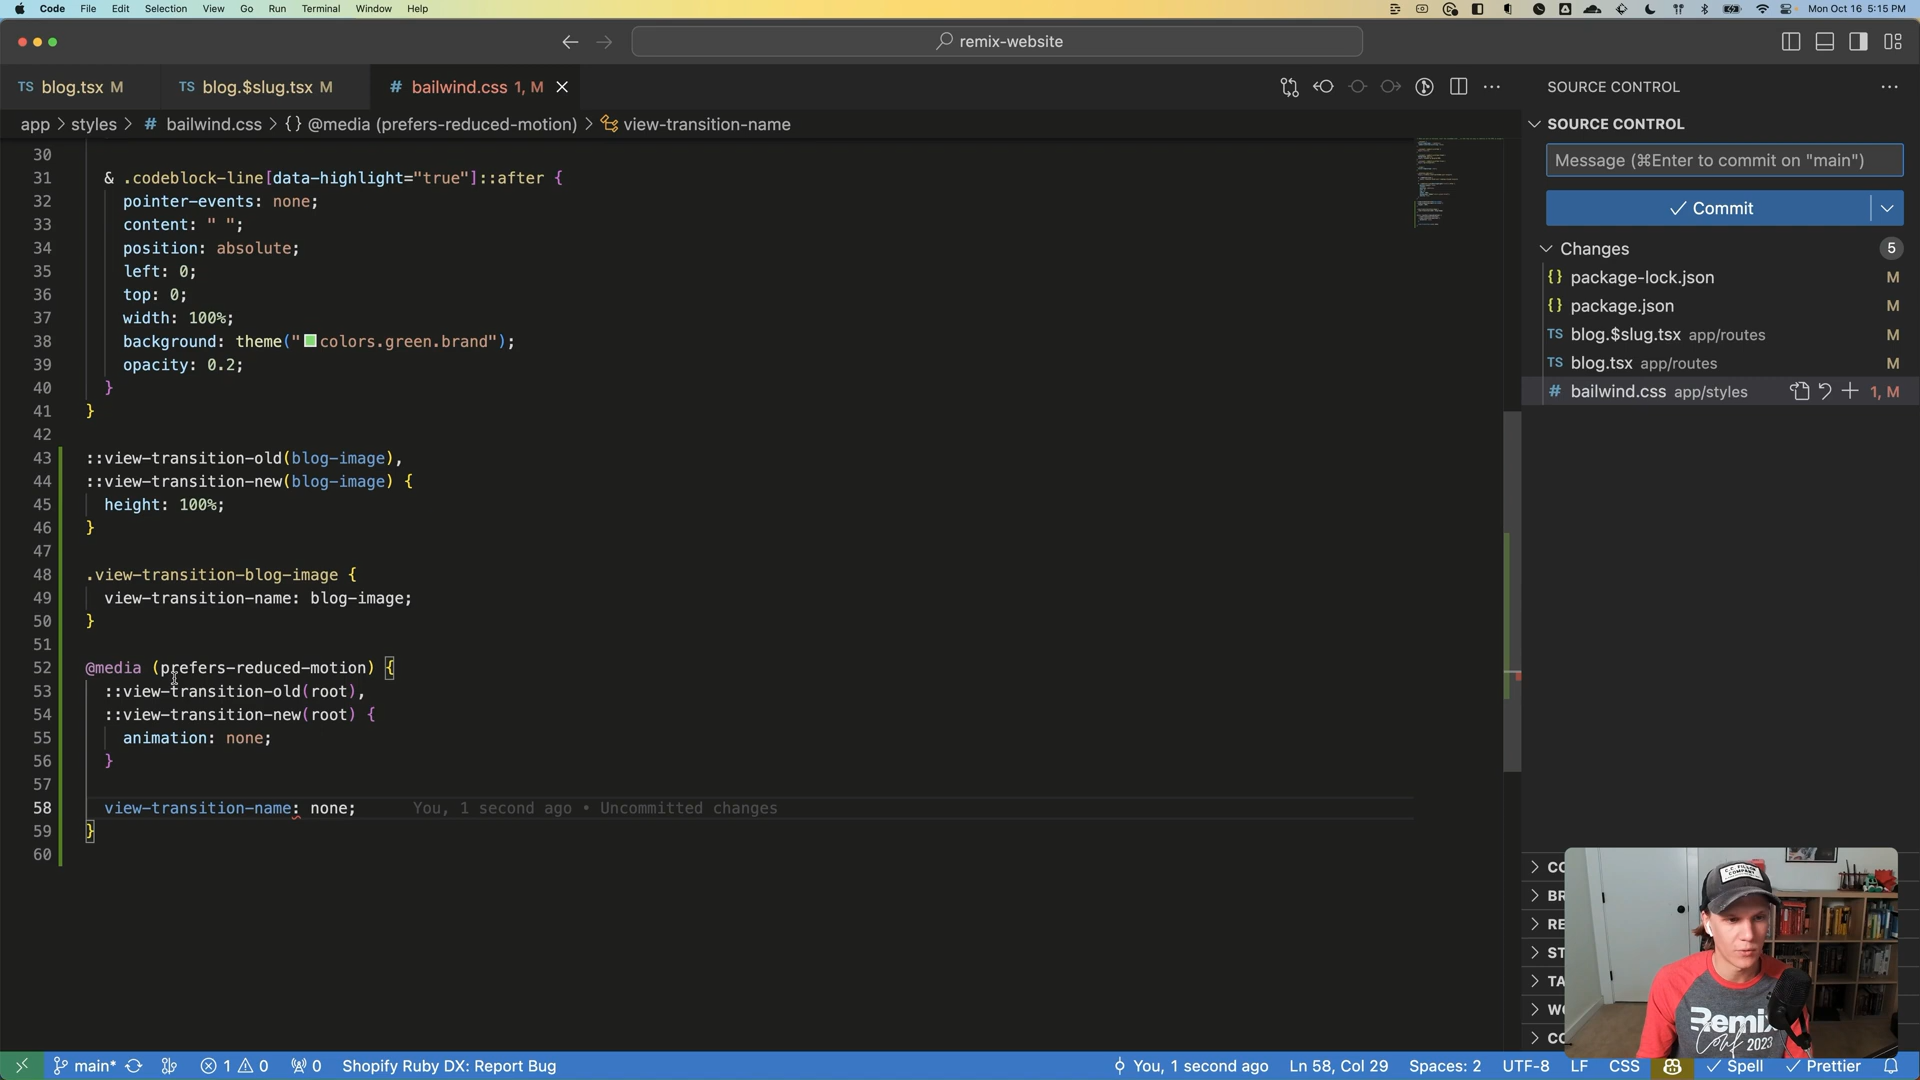 Code File Edit Selection View Go Run Terminal Window Help
Mon Oct 16 5:15 PM
remix-website
TS blog.tsx M
TS blog.$slug.tsx M
# bailwind.css 1, M
SOURCE CONTROL
app > styles > # bailwind.css > {} @media (prefers-reduced-motion) > view-transition-name
SOURCE CONTROL
Message (⌘Enter to commit on "main")
Commit
Changes 5
{} package-lock.json M
{} package.json M
TS blog.$slug.tsx app/routes M
TS blog.tsx app/routes M
# bailwind.css app/styles 1, M
30
31 & .codeblock-line[data-highlight="true"]::after {
32 pointer-events: none;
33 content: " ";
34 position: absolute;
35 left: 0;
36 top: 0;
37 width: 100%;
38 background: theme("colors.green.brand");
39 opacity: 0.2;
40 }
41 }
42
43 ::view-transition-old(blog-image),
44 ::view-transition-new(blog-image) {
45 height: 100%;
46 }
47
48 .view-transition-blog-image {
49 view-transition-name: blog-image;
50 }
51
52 @media (prefers-reduced-motion) {
53 ::view-transition-old(root),
54 ::view-transition-new(root) {
55 animation: none;
56 }
57
58 view-transition-name: none; You, 1 second ago • Uncommitted changes
59 }
60
CO
BR
RE
ST
TA
WO
CO
C.C. FILSON
COMPANY
Remix
Conf 2023
main* 1 0 0 Shopify Ruby DX: Report Bug
You, 1 second ago Ln 58, Col 29 Spaces: 2 UTF-8 LF CSS Spell Prettier